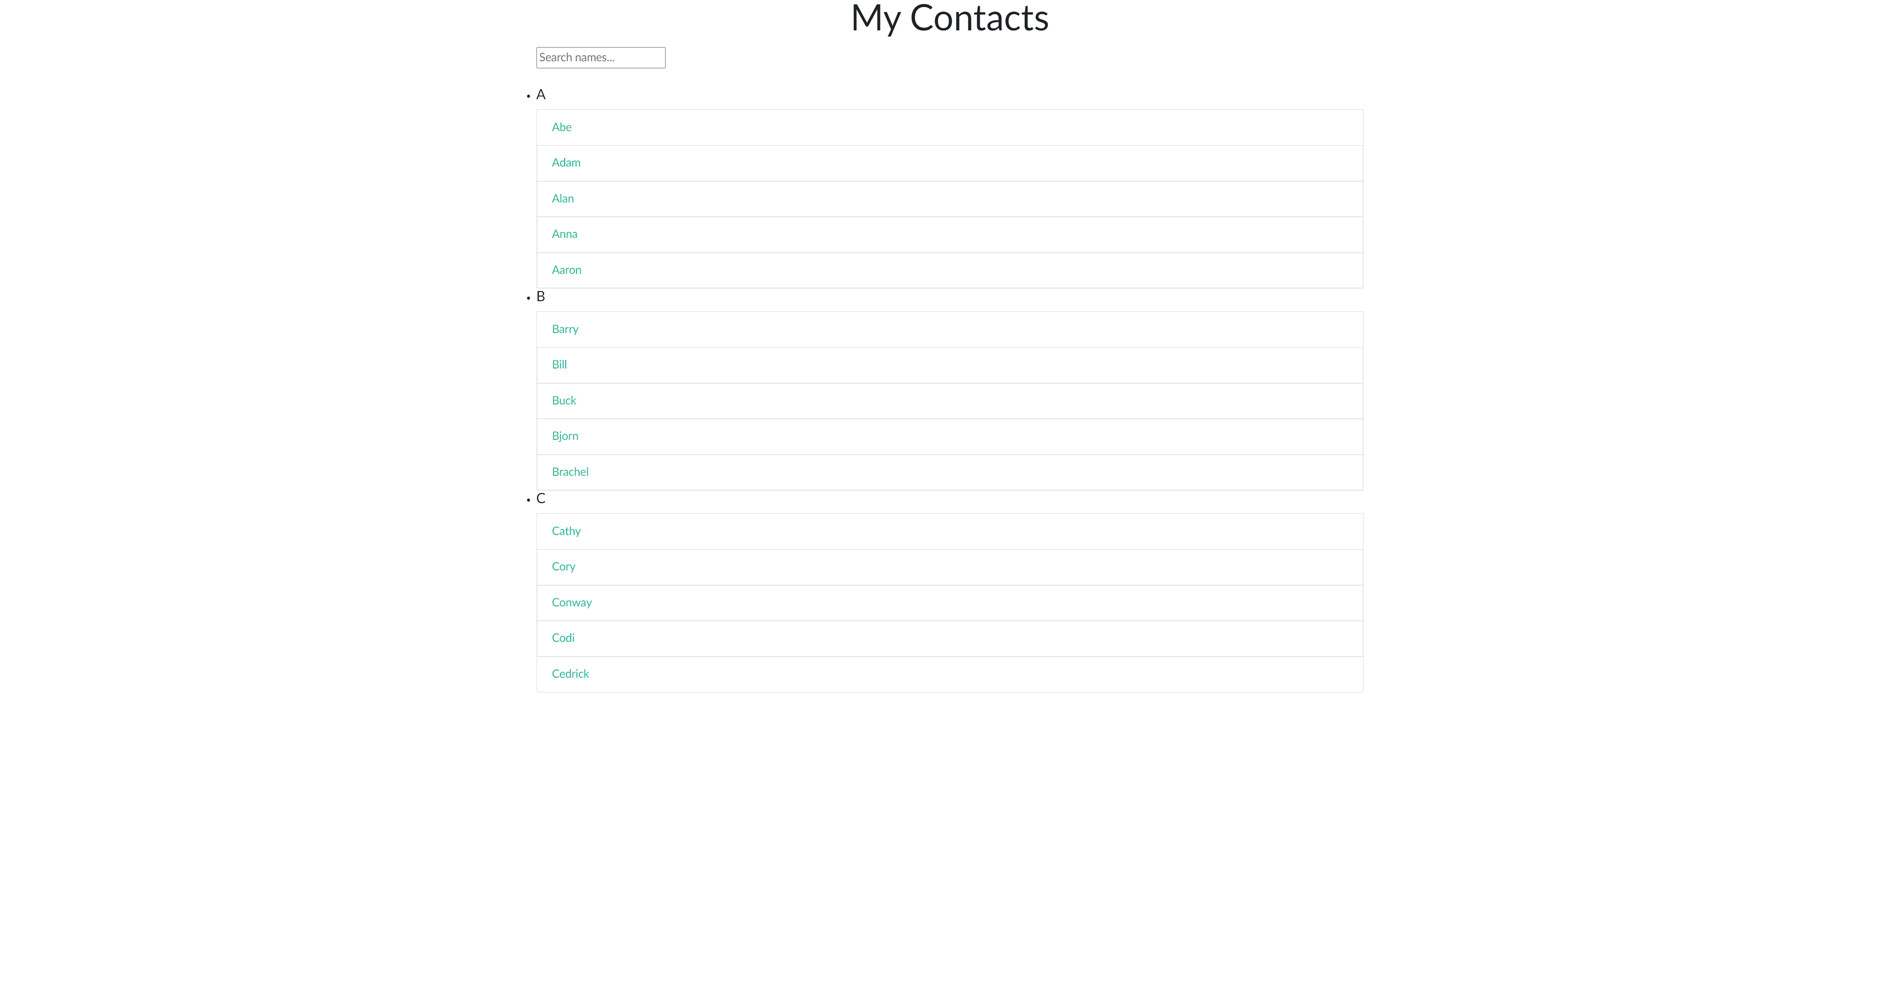 My Contacts
Search names...
A
Abe
Adam
Alan
Anna
Aaron
B
Barry
Bill
Buck
Bjorn
Brachel
C
Cathy
Cory
Conway
Codi
Cedrick